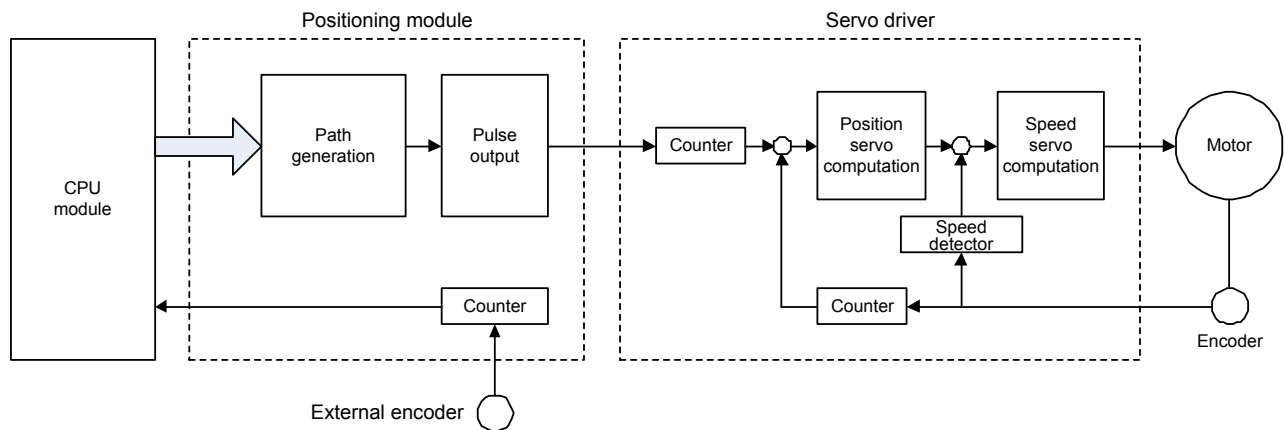 Positioning module
Servo driver
CPU
module
Path
generation
Pulse
output
Counter
Position
servo
computation
Speed
servo
computation
Motor
Speed
detector
Counter
Counter
Encoder
External encoder